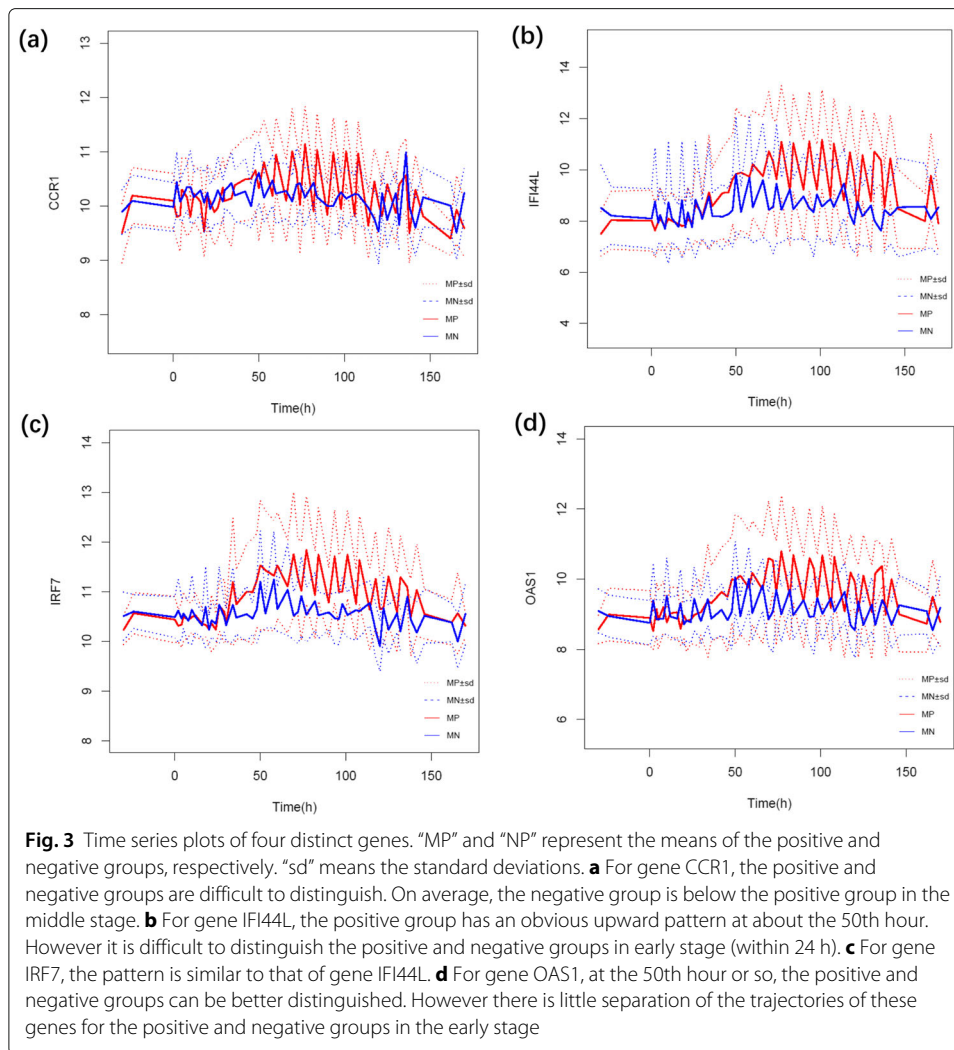 (a)
13
12
11
10
9
8
CCR1
0
50
100
150
Time(h)
MP±sd
MN±sd
MP
MN
(b)
14
12
10
8
6
4
IFI44L
0
50
100
150
Time(h)
MP±sd
MN±sd
MP
MN
(c)
14
13
12
11
10
9
8
IRF7
0
50
100
150
Time(h)
MP±sd
MN±sd
MP
MN
(d)
14
12
10
8
6
OAS1
0
50
100
150
Time(h)
MP±sd
MN±sd
MP
MN
Fig. 3 Time series plots of four distinct genes. “MP” and “NP” represent the means of the positive and
negative groups, respectively. “sd” means the standard deviations. a For gene CCR1, the positive and
negative groups are difficult to distinguish. On average, the negative group is below the positive group in the
middle stage. b For gene IFI44L, the positive group has an obvious upward pattern at about the 50th hour.
However it is difficult to distinguish the positive and negative groups in early stage (within 24 h). c For gene
IRF7, the pattern is similar to that of gene IFI44L. d For gene OAS1, at the 50th hour or so, the positive and
negative groups can be better distinguished. However there is little separation of the trajectories of these
genes for the positive and negative groups in the early stage